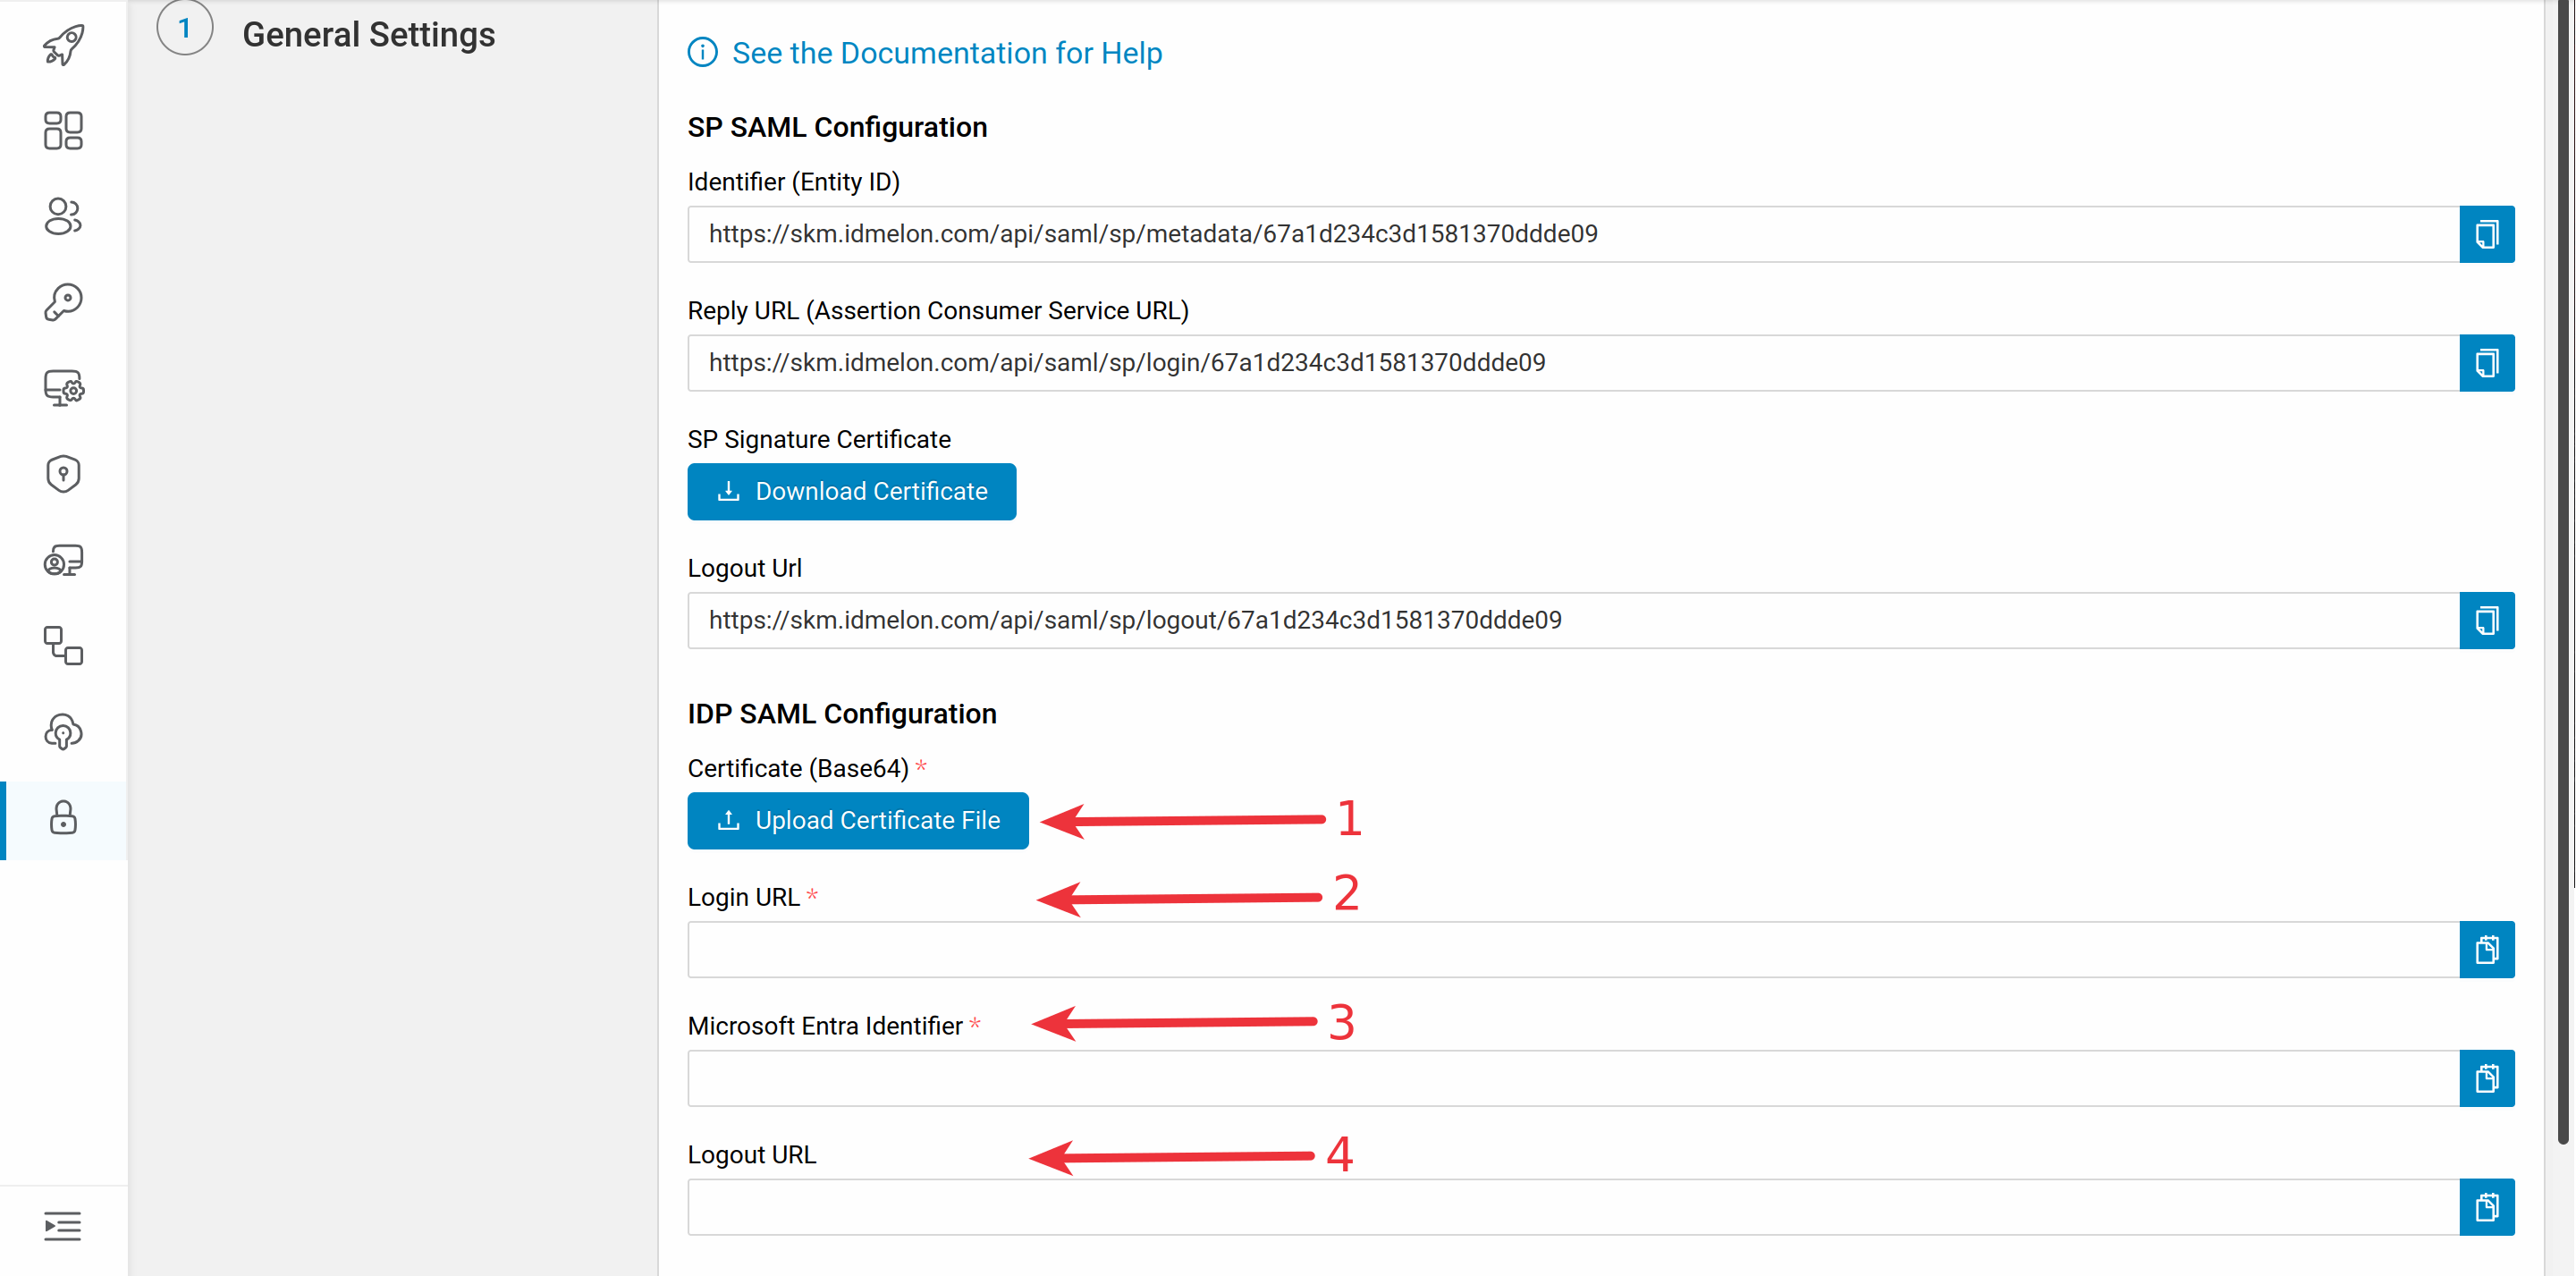 1
General Settings
See the Documentation for Help
SP SAML Configuration
Identifier (Entity ID)
https://skm.idmelon.com/api/saml/sp/metadata/67a1d234c3d1581370ddde09
Reply URL (Assertion Consumer Service URL)
https://skm.idmelon.com/api/saml/sp/login/67a1d234c3d1581370ddde09
SP Signature Certificate
Download Certificate
Logout Url
https://skm.idmelon.com/api/saml/sp/logout/67a1d234c3d1581370ddde09
IDP SAML Configuration
Certificate (Base64) *
Upload Certificate File 1
Login URL * 2
Microsoft Entra Identifier * 3
Logout URL 4